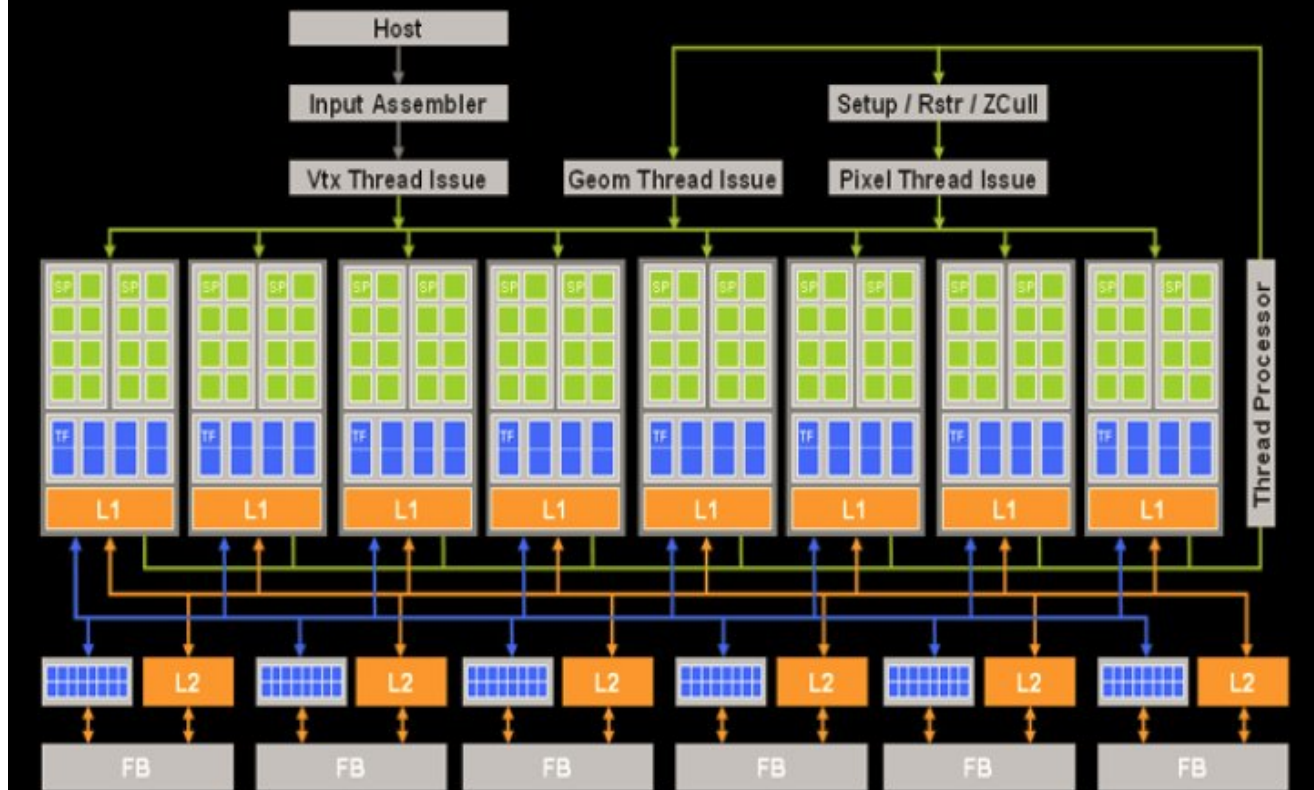 Host
Input Assembler
Setup / Rstr / ZCull
Vtx Thread Issue
Geom Thread Issue
Pixel Thread Issue
SP SP SP SP SP SP SP SP SP SP SP SP SP SP SP SP
Thread Processor
TF TF TF TF TF TF TF TF
L1 L1 L1 L1 L1 L1 L1 L1
L2 L2 L2 L2 L2 L2
FB FB FB FB FB FB